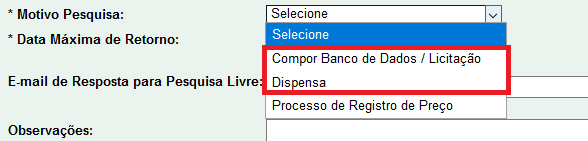 * Motivo Pesquisa: Selecione
Selecione
* Data Máxima de Retorno:
Compor Banco de Dados / Licitação
E-mail de Resposta para Pesquisa Livre: Dispensa
Processo de Registro de Preço
Observações: